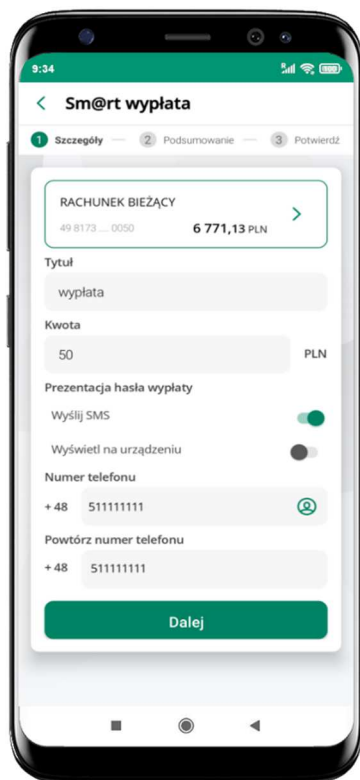 9:34
Sm@rt wypłata
1 Szczegóły 2 Podsumowanie 3 Potwierdź
RACHUNEK BIEŻĄCY
49 8173 ... 0050 6 771,13 PLN
Tytuł
wypłata
Kwota
50 PLN
Prezentacja hasła wypłaty
Wyślij SMS
Wyświetl na urządzeniu
Numer telefonu
+ 48 511111111
Powtórz numer telefonu
+ 48 511111111
Dalej